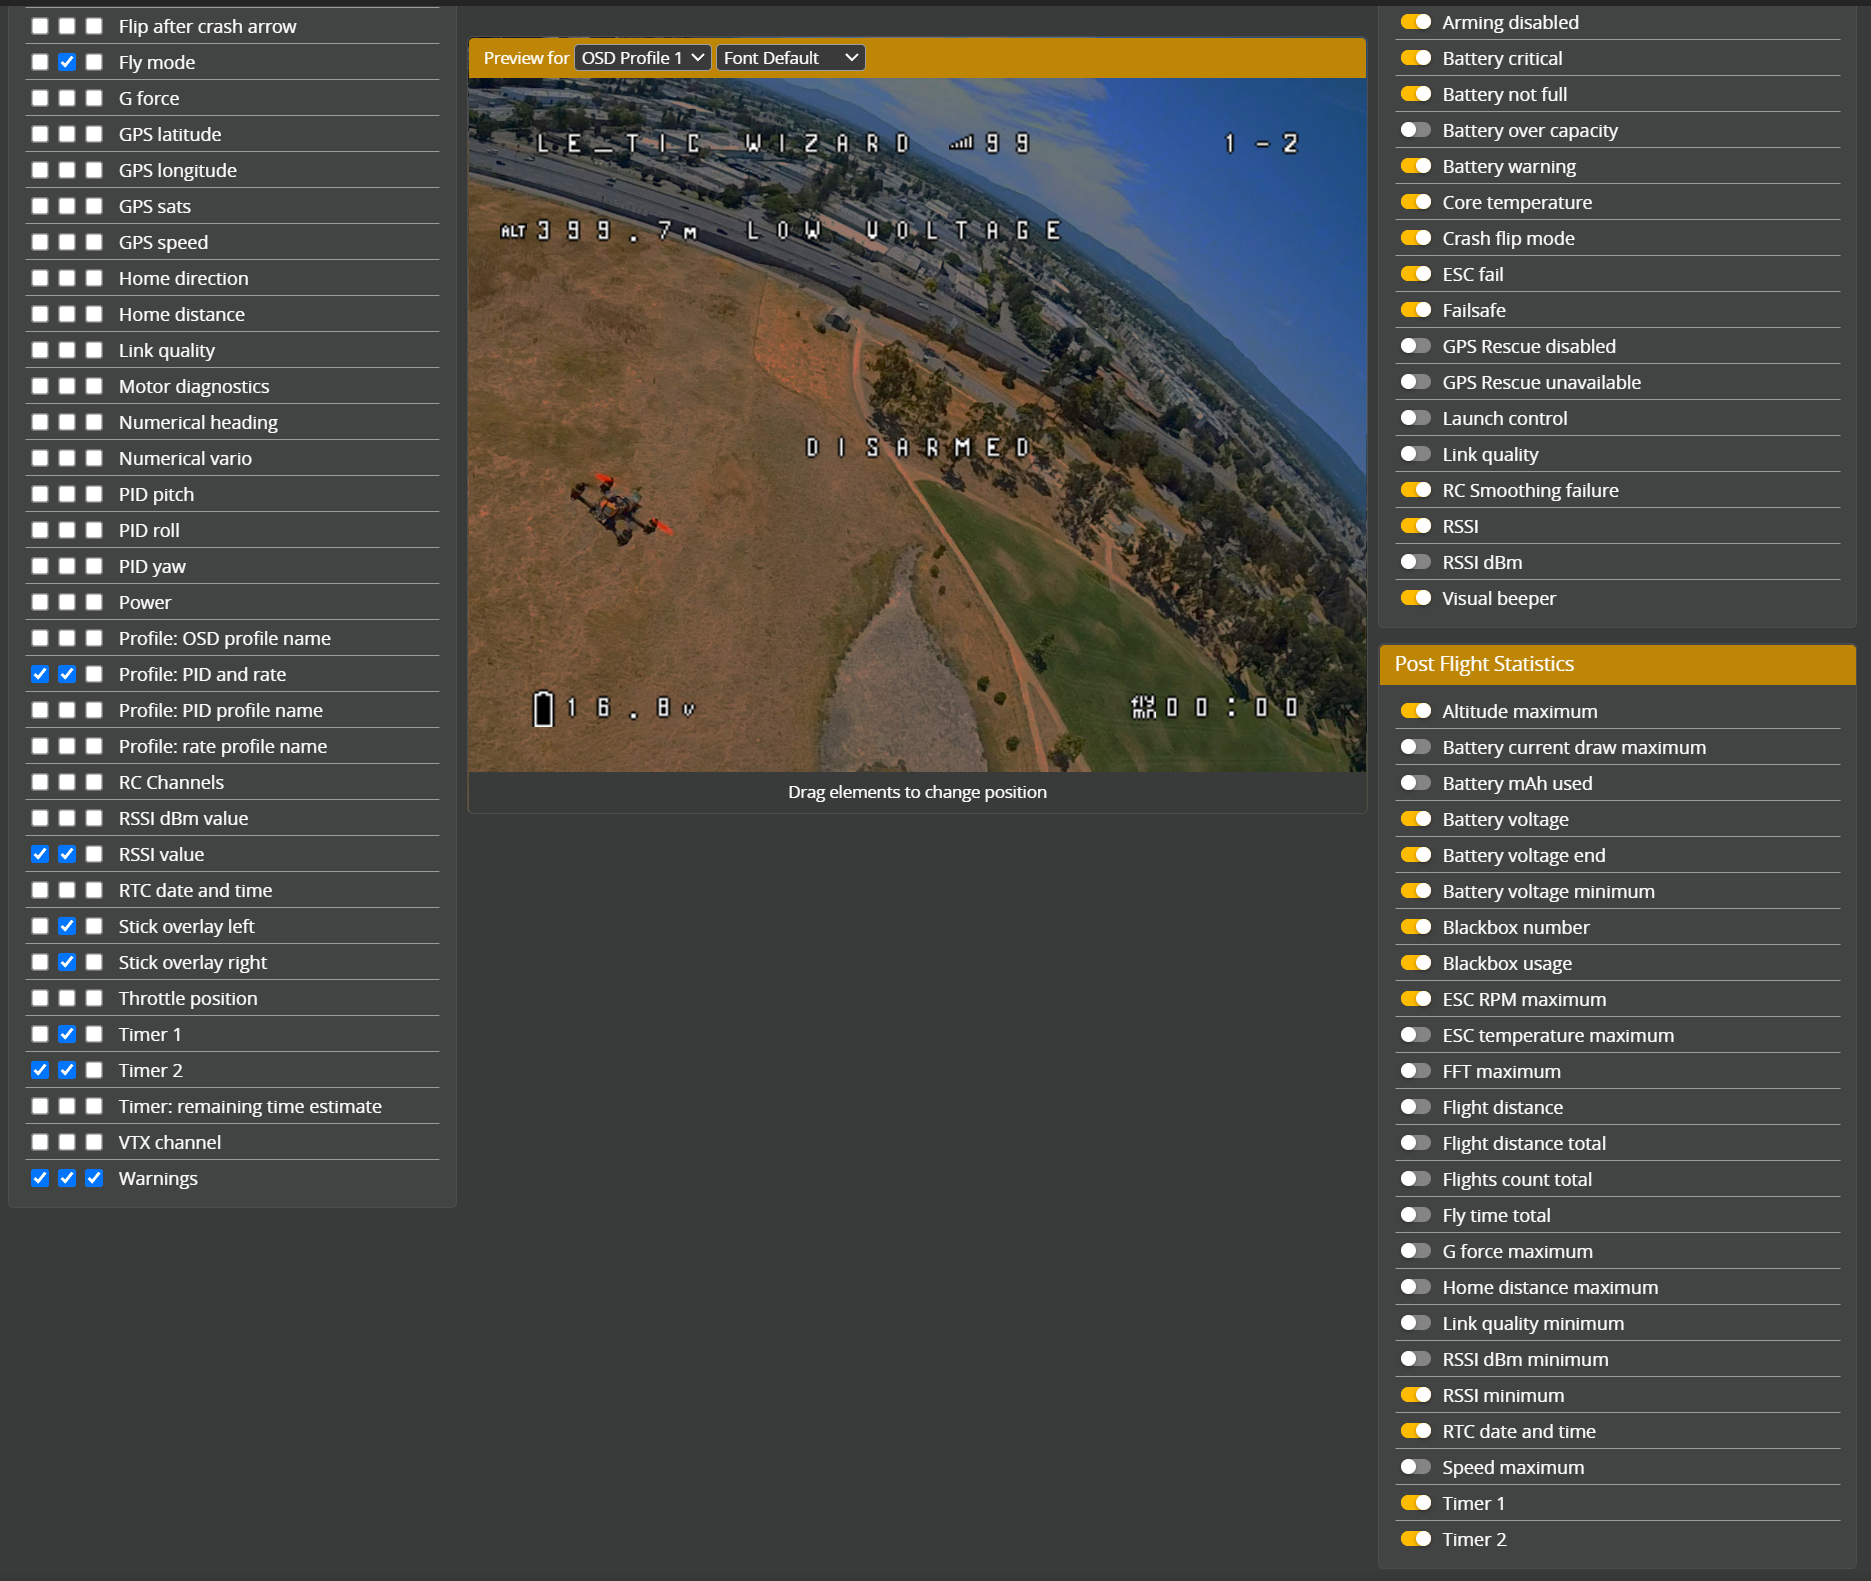 Flip after crash arrow
Fly mode
G force
GPS latitude
GPS longitude
GPS sats
GPS speed
Home direction
Home distance
Link quality
Motor diagnostics
Numerical heading
Numerical vario
PID pitch
PID roll
PID yaw
Power
Profile: OSD profile name
Profile: PID and rate
Profile: PID profile name
Profile: rate profile name
RC Channels
RSSI dBm value
RSSI value
RTC date and time
Stick overlay left
Stick overlay right
Throttle position
Timer 1
Timer 2
Timer: remaining time estimate
VTX channel
Warnings
Preview for OSD Profile 1 Font Default
LE_TIC WIZARD 99 1-2
ALT 399.7M LOW VOLTAGE
DISARMED
16.8V fly mn 00:00
Drag elements to change position
Arming disabled
Battery critical
Battery not full
Battery over capacity
Battery warning
Core temperature
Crash flip mode
ESC fail
Failsafe
GPS Rescue disabled
GPS Rescue unavailable
Launch control
Link quality
RC Smoothing failure
RSSI
RSSI dBm
Visual beeper
Post Flight Statistics
Altitude maximum
Battery current draw maximum
Battery mAh used
Battery voltage
Battery voltage end
Battery voltage minimum
Blackbox number
Blackbox usage
ESC RPM maximum
ESC temperature maximum
FFT maximum
Flight distance
Flight distance total
Flights count total
Fly time total
G force maximum
Home distance maximum
Link quality minimum
RSSI dBm minimum
RSSI minimum
RTC date and time
Speed maximum
Timer 1
Timer 2